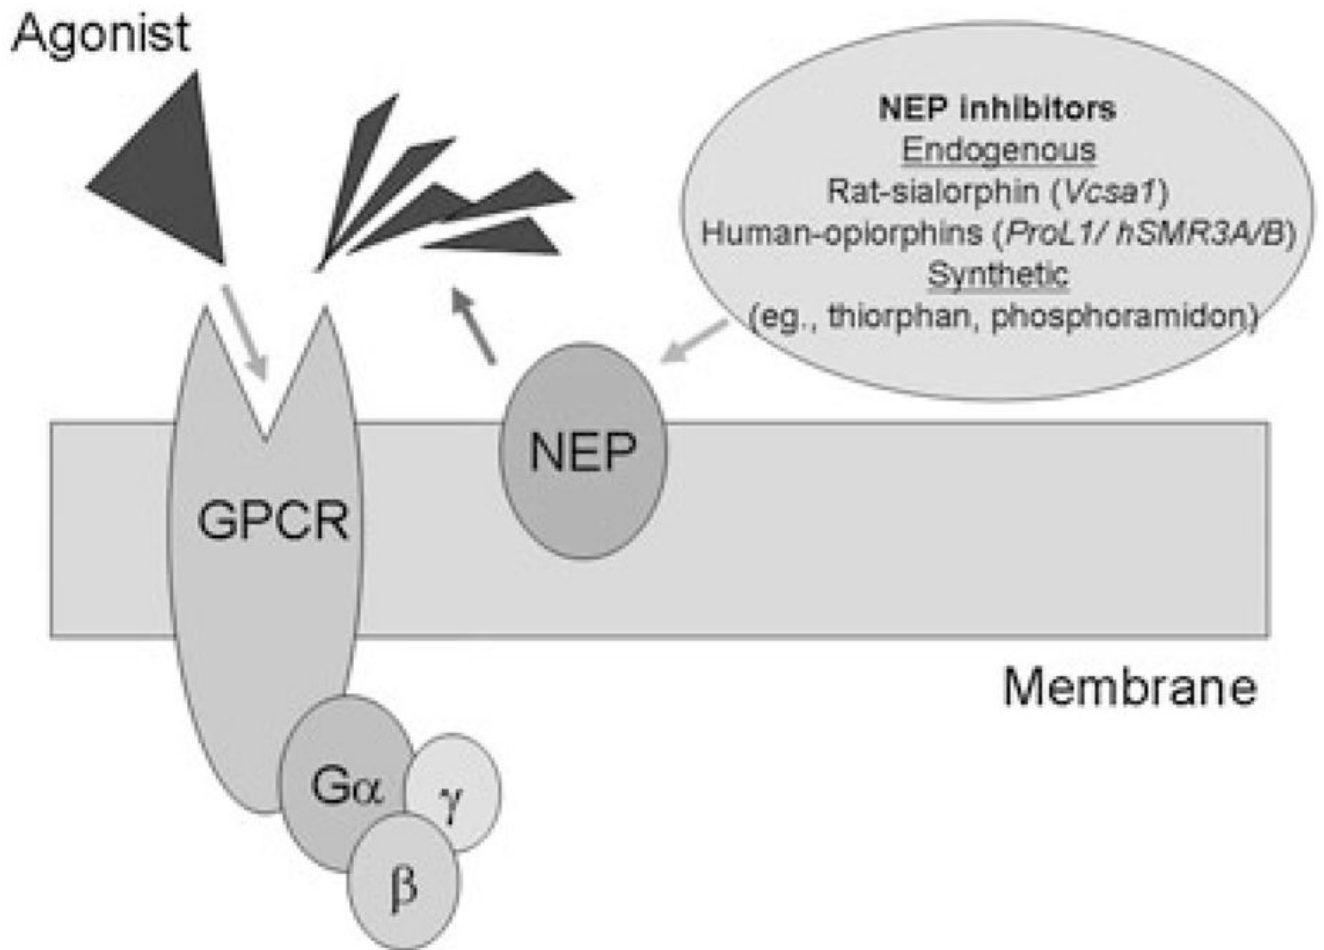 Agonist
NEP inhibitors
Endogenous
Rat-sialorphin (Vcsa1)
Human-opiorphins (ProL1/ hSMR3A/B)
Synthetic
(eg., thiorphan, phosphoramidon)
NEP
GPCR
Membrane
Gα
γ
β